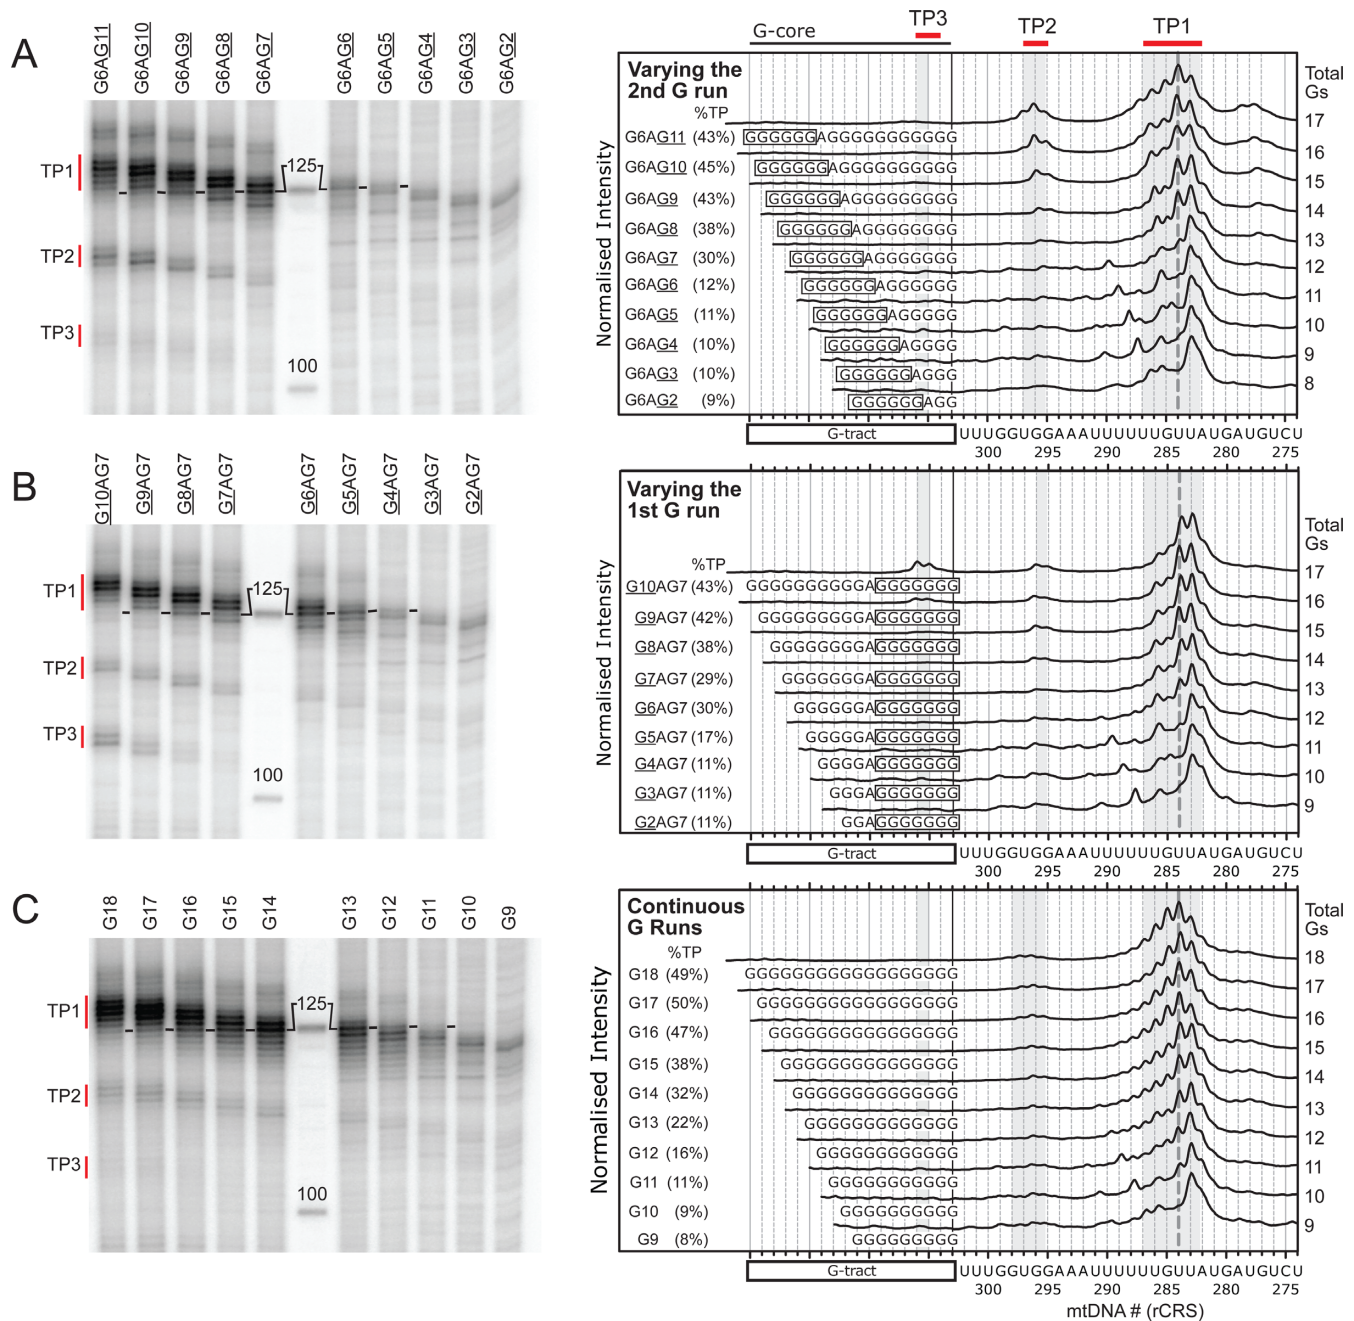 A
G6AG11
G6AG10
G6AG9
G6AG8
G6AG7
G6AG6
G6AG5
G6AG4
G6AG3
G6AG2
TP1
TP2
TP3
125
100
G-core
TP3
TP2
TP1
Varying the
2nd G run
Total
Gs
%TP
Normalised Intensity
17
G6AG11 (43%) GGGGGGAGGGGGGGGGGG
16
G6AG10 (45%) GGGGGGAGGGGGGGGGG
15
G6AG9 (43%) GGGGGGAGGGGGGGGG
14
G6AG8 (38%) GGGGGGAGGGGGGGG
13
G6AG7 (30%) GGGGGGAGGGGGGG
12
G6AG6 (12%) GGGGGGAGGGGGG
11
G6AG5 (11%) GGGGGGAGGGGG
10
G6AG4 (10%) GGGGGGAGGGG
9
G6AG3 (10%) GGGGGGAGGG
8
G6AG2 (9%) GGGGGGAGG
G-tract UUUGGUGGAAAUUUUUUGUUAUGAUGUCU
300 295 290 285 280 275
B
G10AG7
G9AG7
G8AG7
G7AG7
G6AG7
G5AG7
G4AG7
G3AG7
G2AG7
TP1
TP2
TP3
125
100
Varying the
1st G run
Total
Gs
%TP
Normalised Intensity
17
G10AG7 (43%) GGGGGGGGGGAGGGGGGG
16
G9AG7 (42%) GGGGGGGGGAGGGGGGG
15
G8AG7 (38%) GGGGGGGGAGGGGGGG
14
G7AG7 (29%) GGGGGGGAGGGGGGG
13
G6AG7 (30%) GGGGGGAGGGGGGG
12
G5AG7 (17%) GGGGGAGGGGGGG
11
G4AG7 (11%) GGGGAGGGGGGG
10
G3AG7 (11%) GGGAGGGGGGG
9
G2AG7 (11%) GGAGGGGGGG
G-tract UUUGGUGGAAAUUUUUUGUUAUGAUGUCU
300 295 290 285 280 275
C
G18
G17
G16
G15
G14
G13
G12
G11
G10
G9
TP1
TP2
TP3
125
100
Continuous
G Runs
Total
Gs
%TP
Normalised Intensity
18
G18 (49%) GGGGGGGGGGGGGGGGGG
17
G17 (50%) GGGGGGGGGGGGGGGGG
16
G16 (47%) GGGGGGGGGGGGGGGG
15
G15 (38%) GGGGGGGGGGGGGGG
14
G14 (32%) GGGGGGGGGGGGGG
13
G13 (22%) GGGGGGGGGGGGG
12
G12 (16%) GGGGGGGGGGGG
11
G11 (11%) GGGGGGGGGGG
10
G10 (9%) GGGGGGGGGG
9
G9 (8%) GGGGGGGGG
G-tract UUUGGUGGAAAUUUUUUGUUAUGAUGUCU
300 295 290 285 280 275
mtDNA # (rCRS)